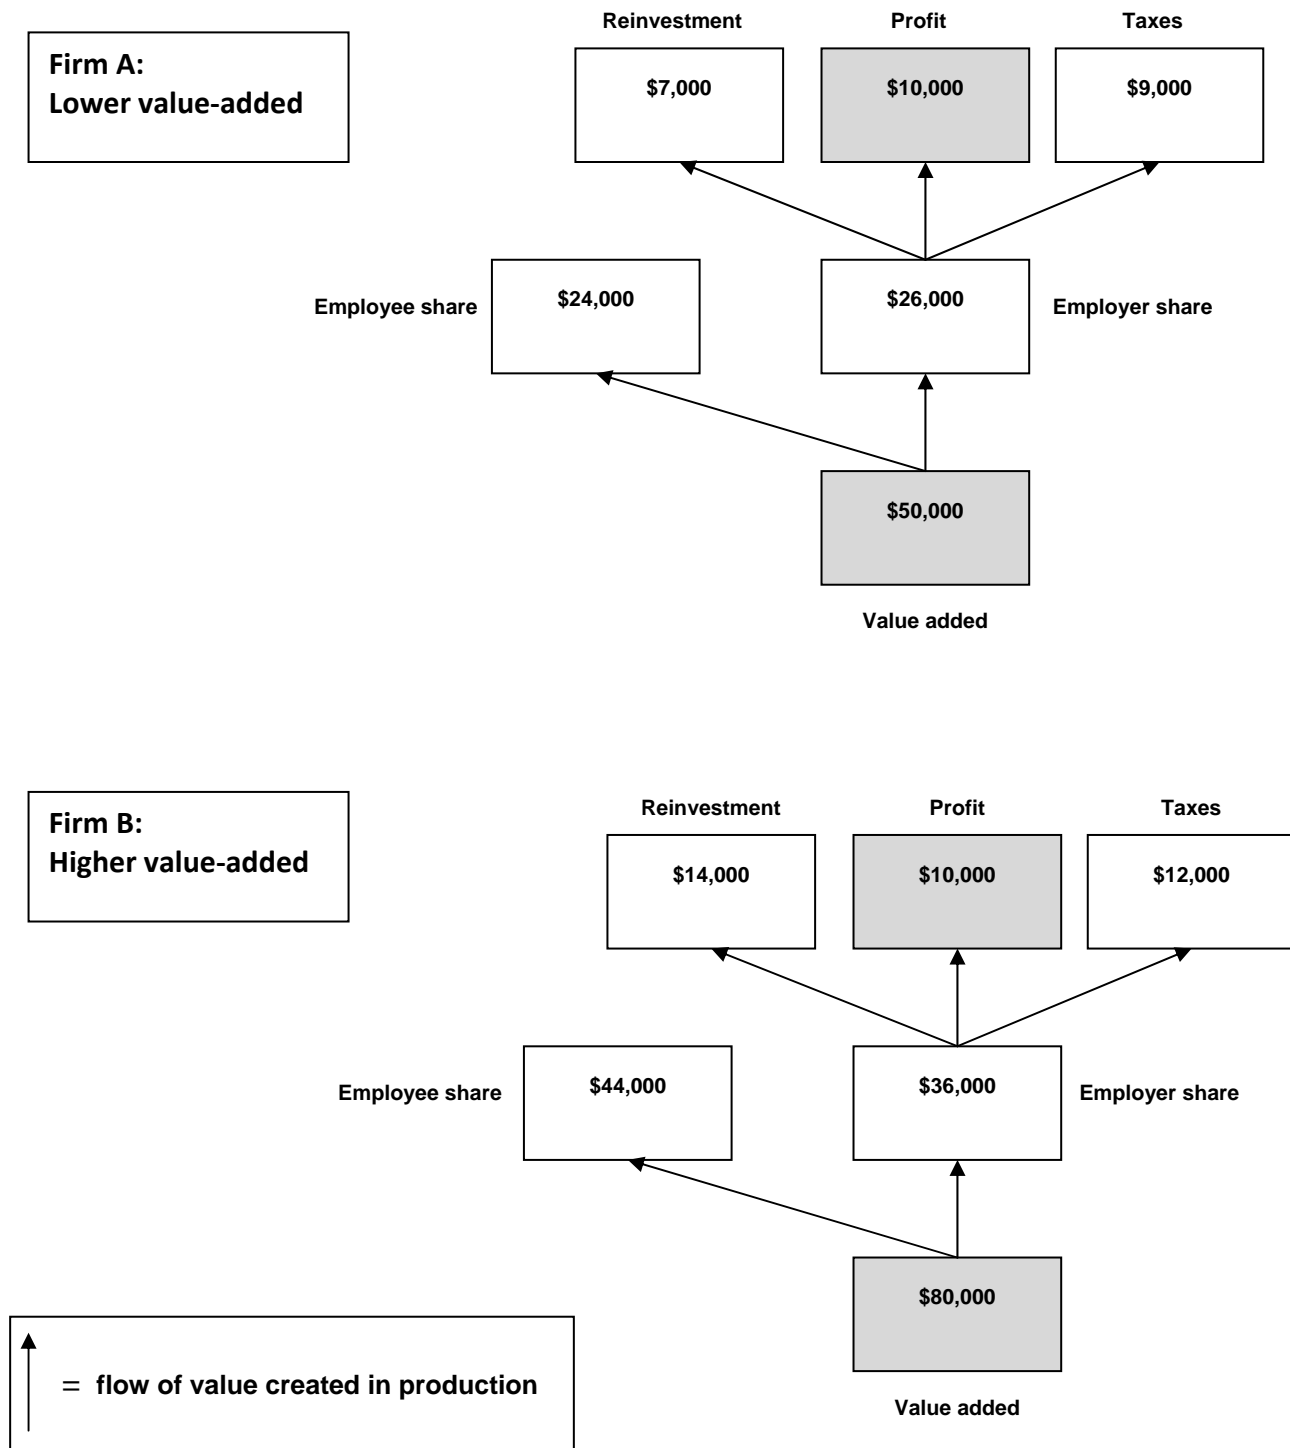 Reinvestment Profit Taxes
Firm A:
Lower value-added
$7,000 $10,000 $9,000
Employee share $24,000 $26,000 Employer share
$50,000
Value added
Firm B:
Higher value-added
Reinvestment Profit Taxes
$14,000 $10,000 $12,000
Employee share $44,000 $36,000 Employer share
$80,000
= flow of value created in production
Value added